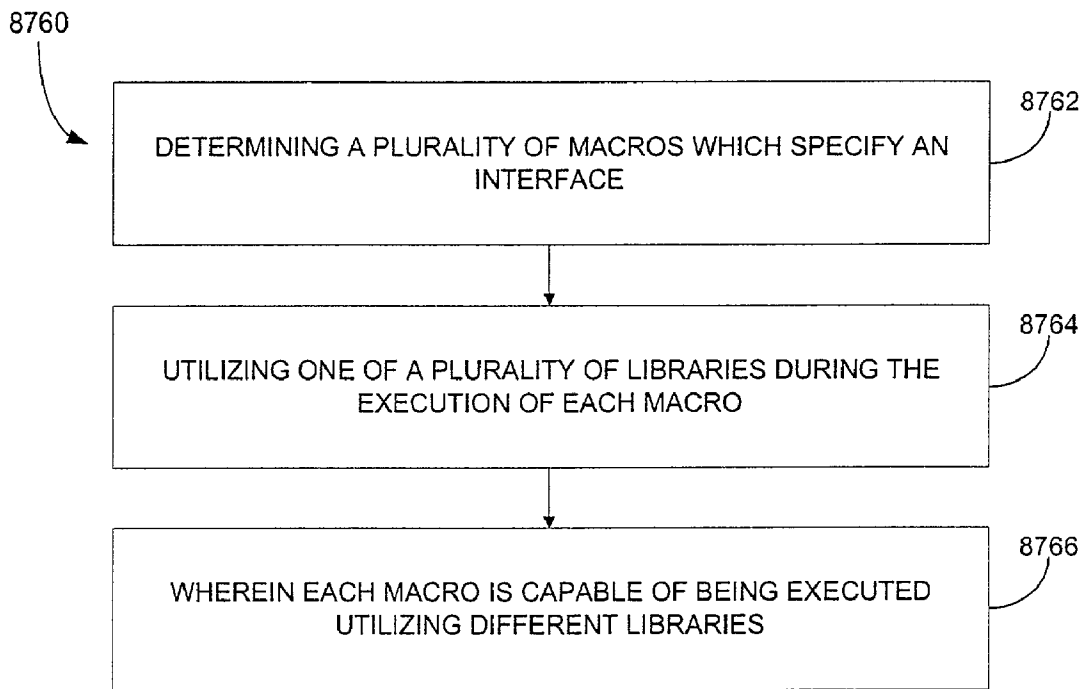 8760
8762
DETERMINING A PLURALITY OF MACROS WHICH SPECIFY AN
INTERFACE
8764
UTILIZING ONE OF A PLURALITY OF LIBRARIES DURING THE
EXECUTION OF EACH MACRO
8766
WHEREIN EACH MACRO IS CAPABLE OF BEING EXECUTED
UTILIZING DIFFERENT LIBRARIES